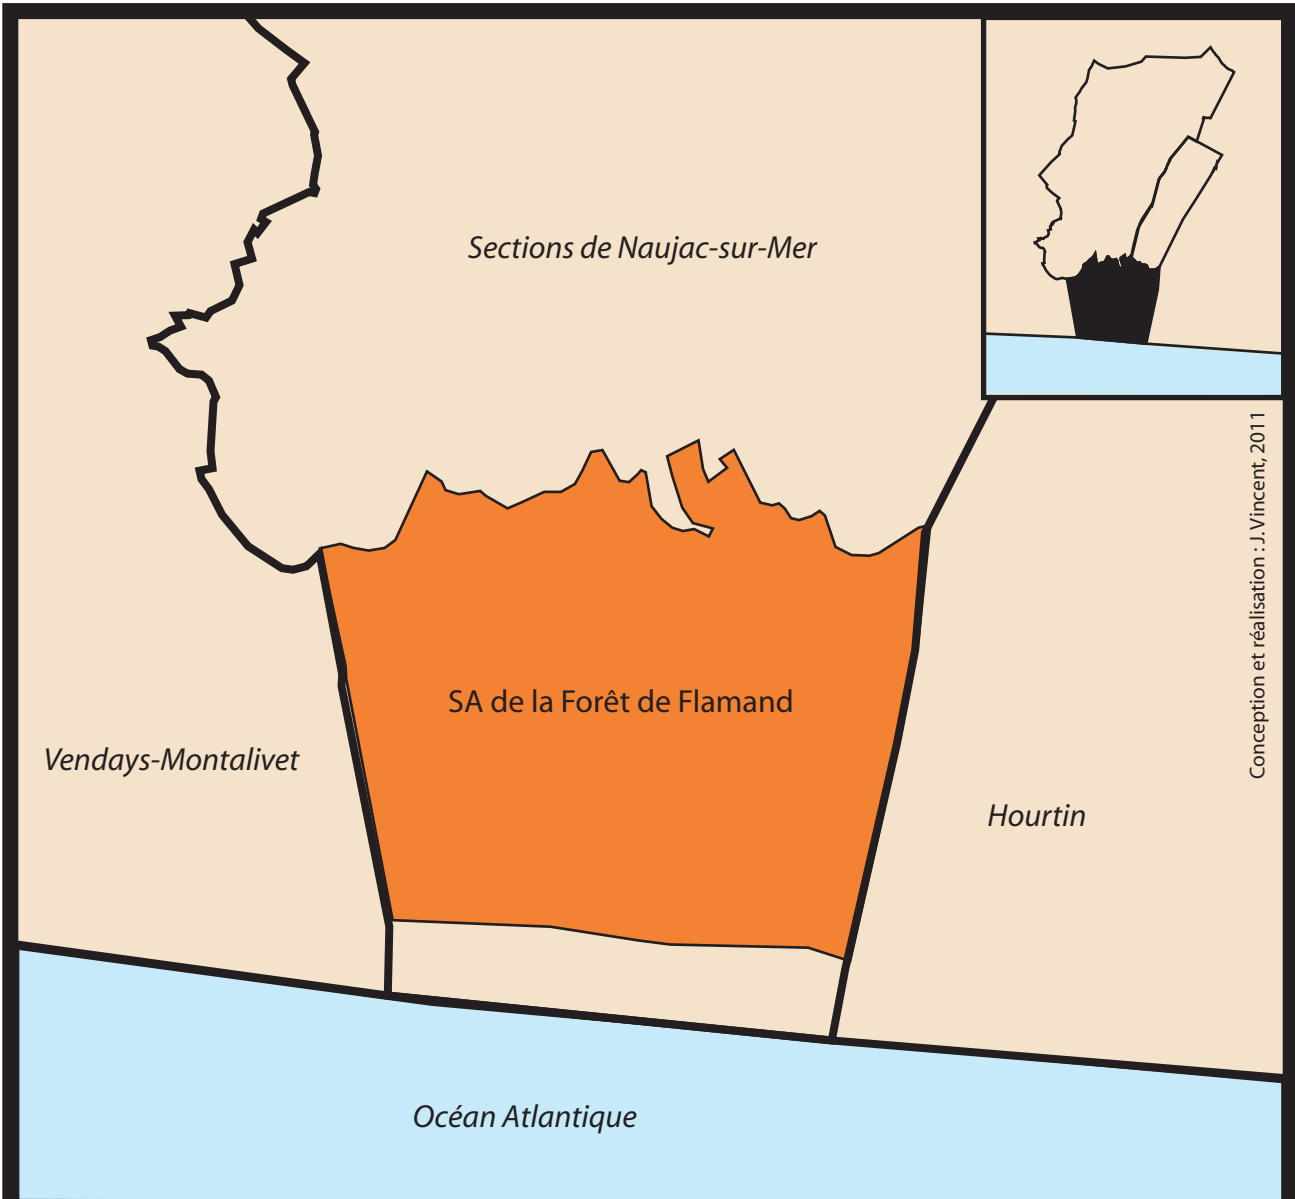 Sections de Naujac-sur-Mer
Conception et réalisation : J. Vincent, 2011
SA de la Forêt de Flamand
Vendays-Montalivet
Hourtin
Océan Atlantique